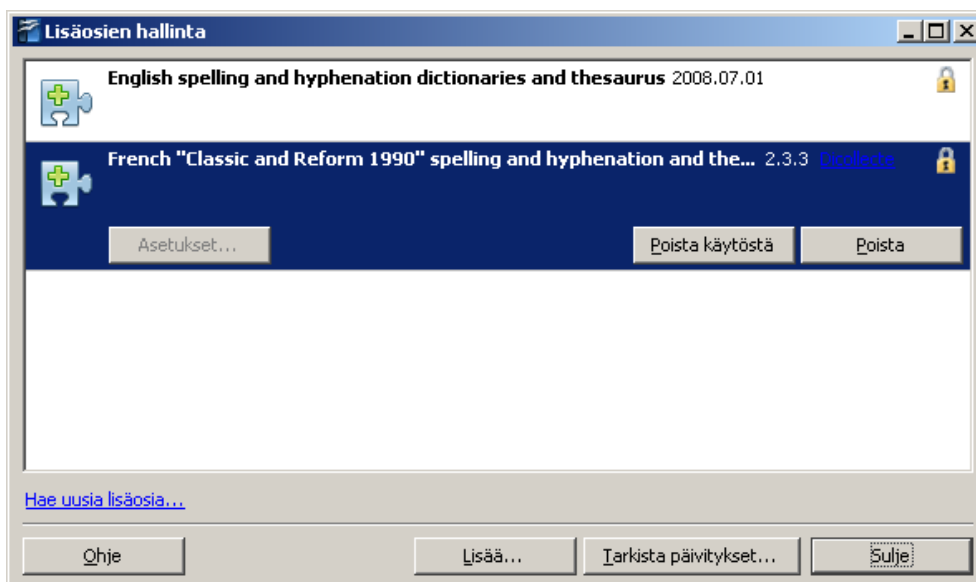 Lisäosien hallinta
English spelling and hyphenation dictionaries and thesaurus 2008.07.01
French "Classic and Reform 1990" spelling and hyphenation and the... 2.3.3 Dicollecte
Asetukset... Poista käytöstä Poista
Hae uusia lisäosia...
Ohje Lisää... Tarkista päivitykset... Sulje